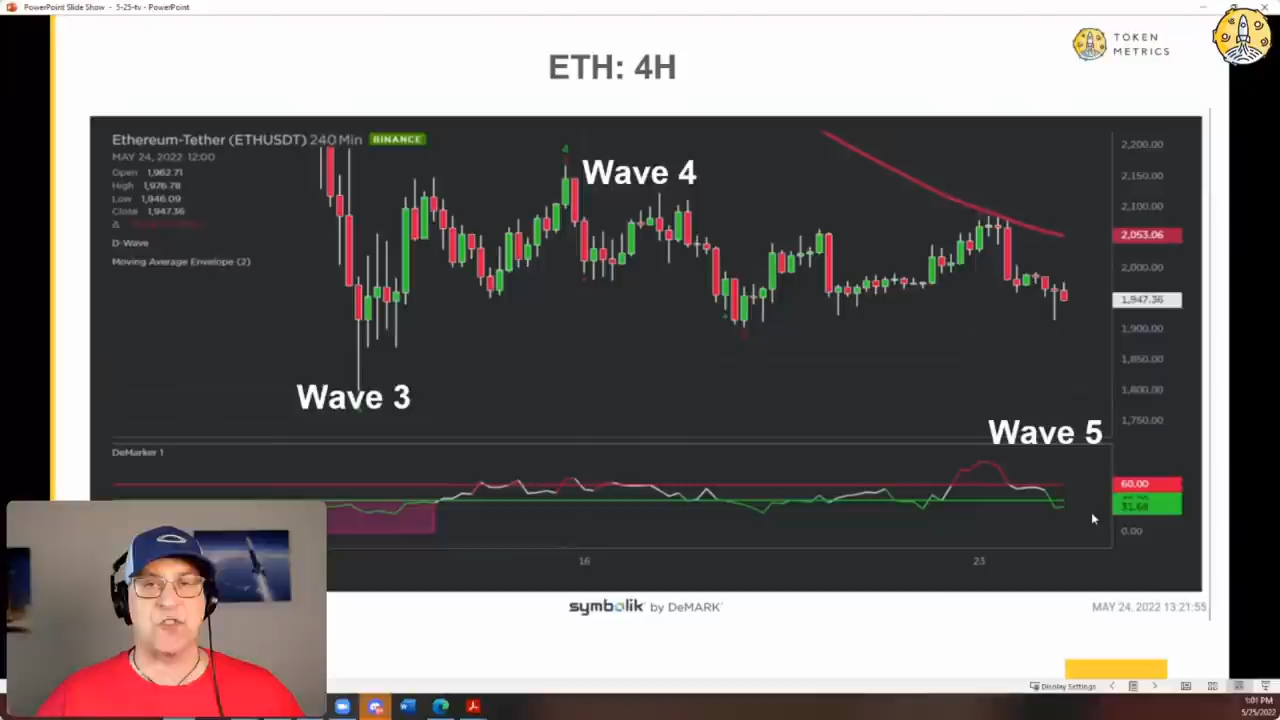 PowerPoint Slide Show - 5-25-tv - PowerPoint
TOKEN
METRICS
ETH: 4H
Ethereum-Tether (ETHUSDT) 240 Min BINANCE
MAY 24, 2022 12:00
Open 1,962.71
High 1,976.78
Low 1,946.09
Close 1,947.36
Δ
D-Wave
Moving Average Envelope (2)
4
Wave 4
Wave 3
Wave 5
2,200.00
2,150.00
2,100.00
2,053.06
2,000.00
1,947.36
1,900.00
1,850.00
1,800.00
1,750.00
DeMarker 1
60.00
31.68
0.00
16
23
symbolik by DeMARK
MAY 24, 2022 13:21:55
Display Settings
1:01 PM
5/25/2022